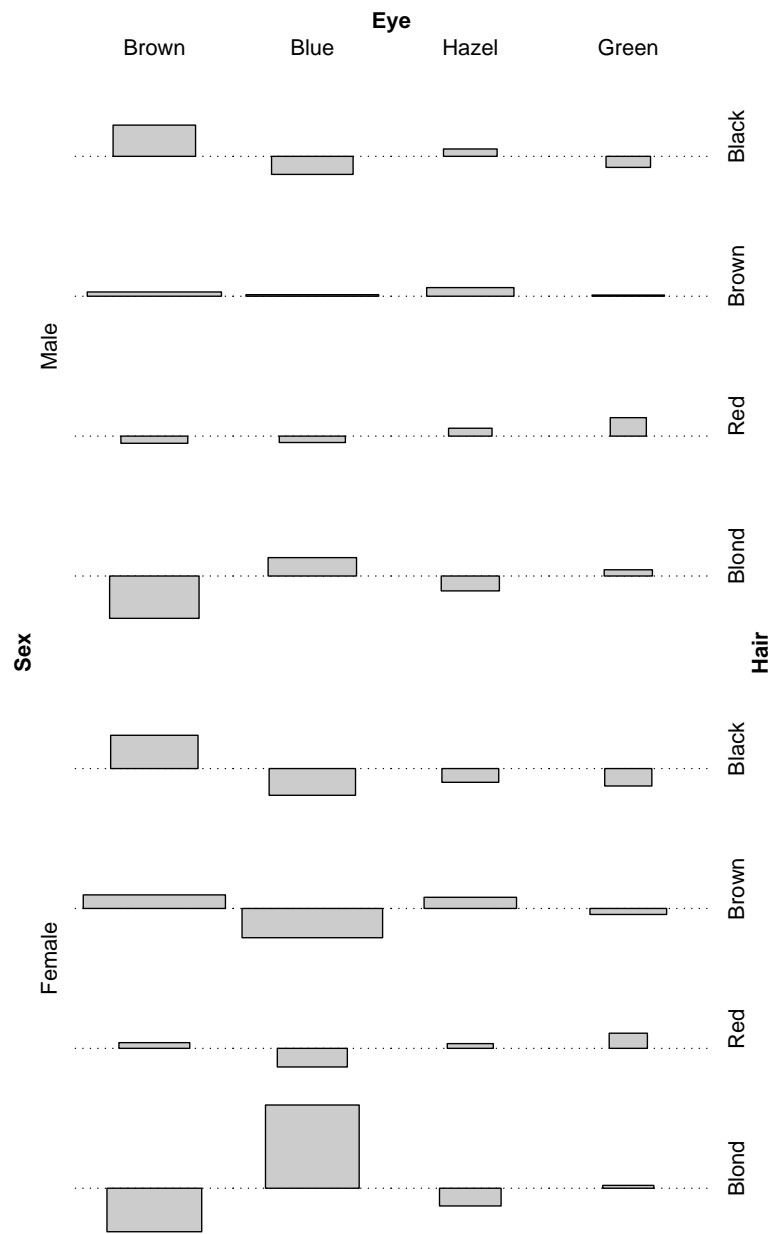 Eye
Brown Blue Hazel Green
Sex
Male
Female
Black
Brown
Red
Blond
Black
Brown
Red
Blond
Hair